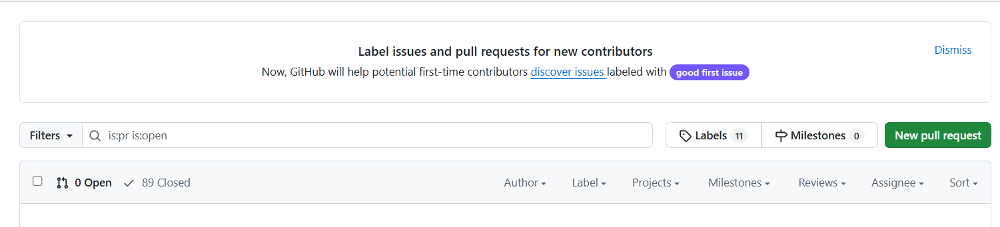 Label issues and pull requests for new contributors
Dismiss
Now, GitHub will help potential first-time contributors discover issues labeled with good first issue
Filters is:pr is:open Labels 11 Milestones 0 New pull request
0 Open 89 Closed Author Label Projects Milestones Reviews Assignee Sort